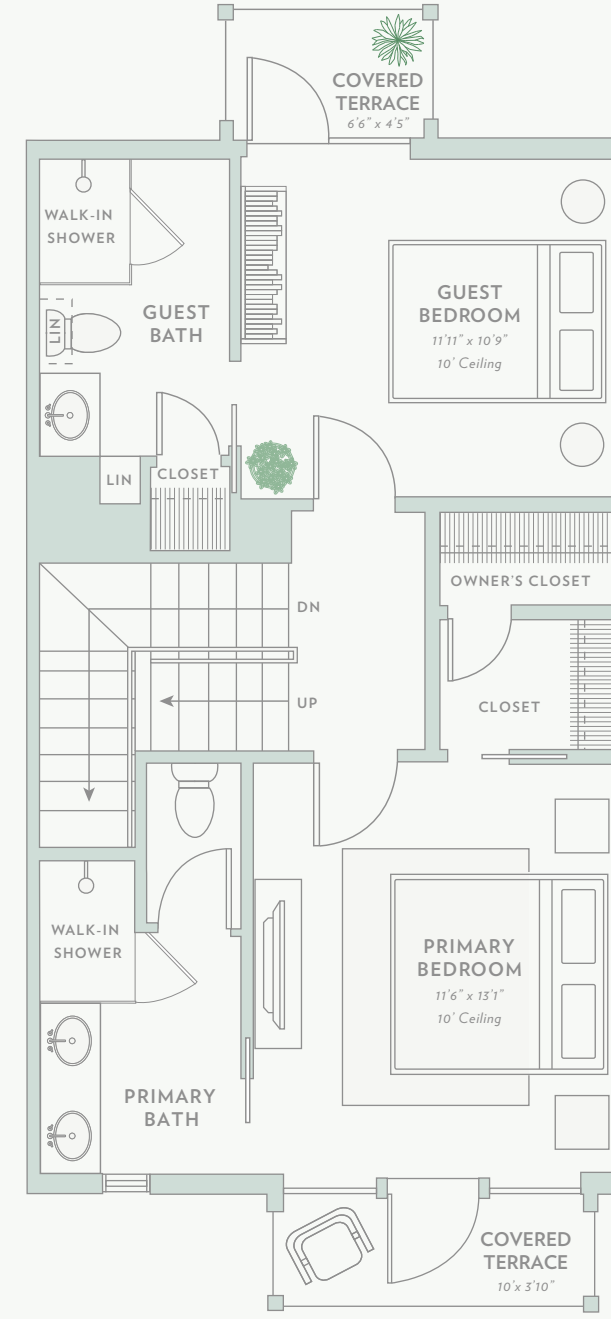 COVERED
TERRACE
6'6" x 4'5"
WALK-IN
SHOWER
GUEST
BATH
LIN
GUEST
BEDROOM
11'11" x 10'9"
10' Ceiling
LIN
CLOSET
OWNER'S CLOSET
DN
UP
CLOSET
WALK-IN
SHOWER
PRIMARY
BEDROOM
11'6" x 13'1"
10' Ceiling
PRIMARY
BATH
COVERED
TERRACE
10'x 3'10"